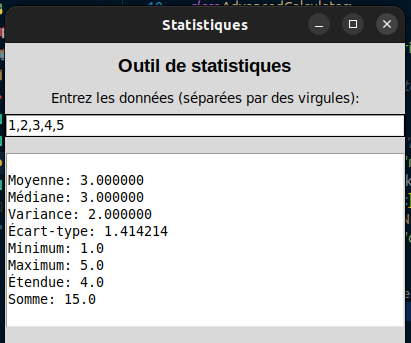 class AdvancedCalculator
Statistiques
Outil de statistiques
Entrez les données (séparées par des virgules):
1,2,3,4,5
Moyenne: 3.000000
Médiane: 3.000000
Variance: 2.000000
Écart-type: 1.414214
Minimum: 1.0
Maximum: 5.0
Étendue: 4.0
Somme: 15.0